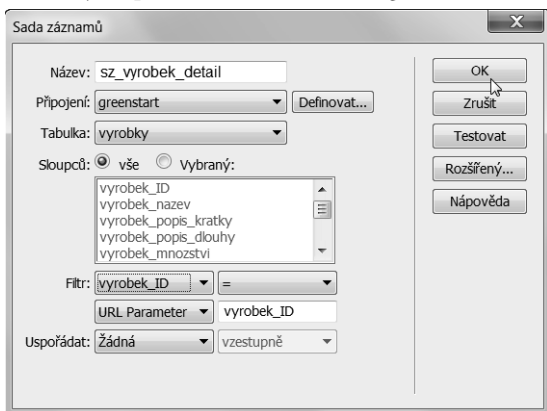 Sada záznamů
X
Název: sz_vyrobek_detail
OK
Připojení: greenstart Definovat...
Zrušit
Tabulka: vyrobky
Testovat
Sloupců: vše Vybraný:
Rozšířený...
vyrobek_ID
vyrobek_nazev
Nápověda
vyrobek_popis_kratky
vyrobek_popis_dlouhy
vyrobek_mnozstvi
Filtr: vyrobek_ID =
URL Parameter vyrobek_ID
Uspořádat: Žádná vzestupně